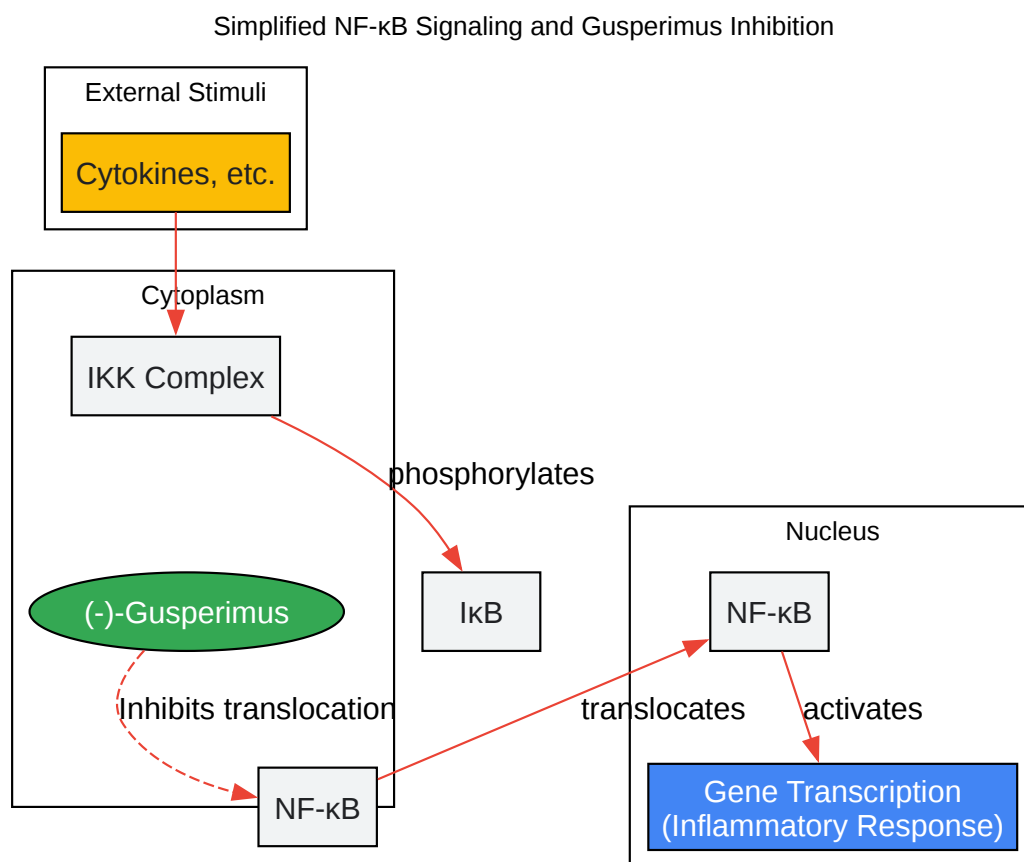 Simplified NF-κB Signaling and Gusperimus Inhibition
External Stimuli
Cytokines, etc.
Cytoplasm
IKK Complex
phosphorylates
Nucleus
(-)-Gusperimus
IκB
NF-κB
Inhibits translocation
translocates
activates
NF-κB
Gene Transcription
(Inflammatory Response)